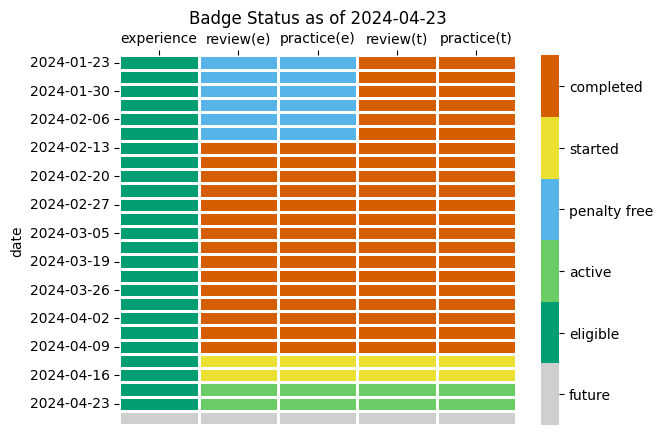 Badge Status as of 2024-04-23
experience review(e) practice(e) review(t) practice(t)
date
2024-01-23
2024-01-30
2024-02-06
2024-02-13
2024-02-20
2024-02-27
2024-03-05
2024-03-19
2024-03-26
2024-04-02
2024-04-09
2024-04-16
2024-04-23
completed
started
penalty free
active
eligible
future